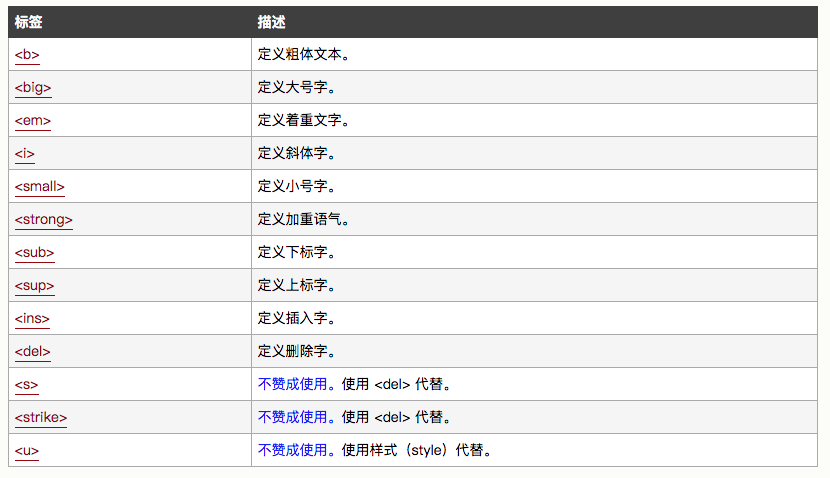 标签 描述
<b> 定义粗体文本。
<big> 定义大号字。
<em> 定义着重文字。
<i> 定义斜体字。
<small> 定义小号字。
<strong> 定义加重语气。
<sub> 定义下标字。
<sup> 定义上标字。
<ins> 定义插入字。
<del> 定义删除字。
<s> 不赞成使用。使用 <del> 代替。
<strike> 不赞成使用。使用 <del> 代替。
<u> 不赞成使用。使用样式（style）代替。